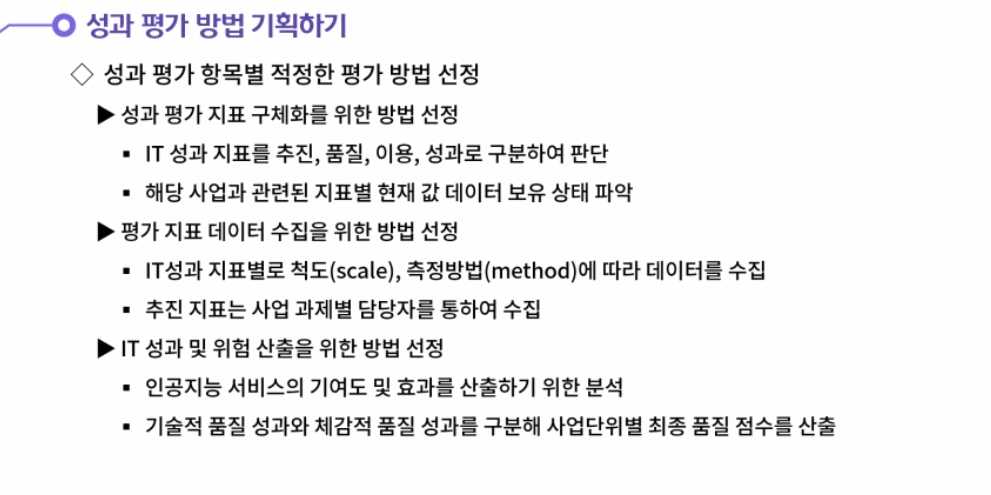 성과 평가 방법 기획하기
◇ 성과 평가 항목별 적정한 평가 방법 선정
▶ 성과 평가 지표 구체화를 위한 방법 선정
▪ IT 성과 지표를 추진, 품질, 이용, 성과로 구분하여 판단
▪ 해당 사업과 관련된 지표별 현재 값 데이터 보유 상태 파악
▶ 평가 지표 데이터 수집을 위한 방법 선정
▪ IT성과 지표별로 척도(scale), 측정방법(method)에 따라 데이터를 수집
▪ 추진 지표는 사업 과제별 담당자를 통하여 수집
▶ IT 성과 및 위험 산출을 위한 방법 선정
▪ 인공지능 서비스의 기여도 및 효과를 산출하기 위한 분석
▪ 기술적 품질 성과와 체감적 품질 성과를 구분해 사업단위별 최종 품질 점수를 산출